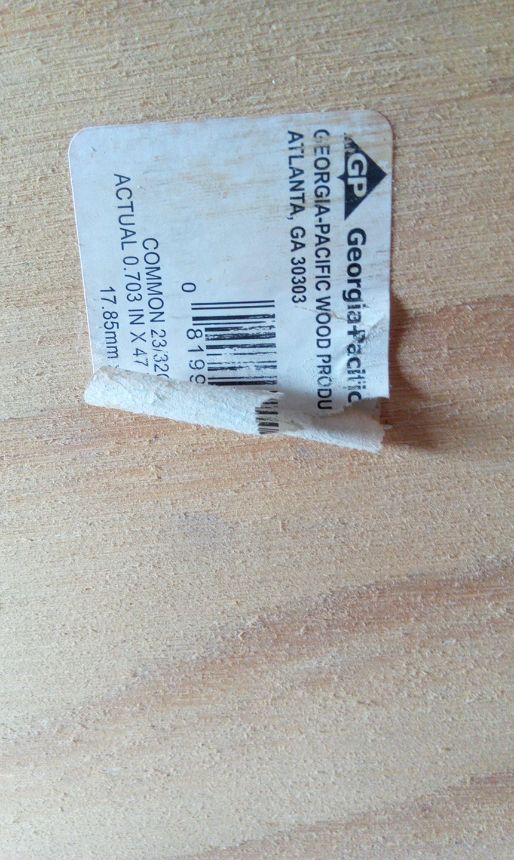 GP Georgia-Pacific
GEORGIA-PACIFIC WOOD PRODU
ATLANTA, GA 30303
0 8199
COMMON 23/32
ACTUAL 0.703 IN X 47
17.85mm